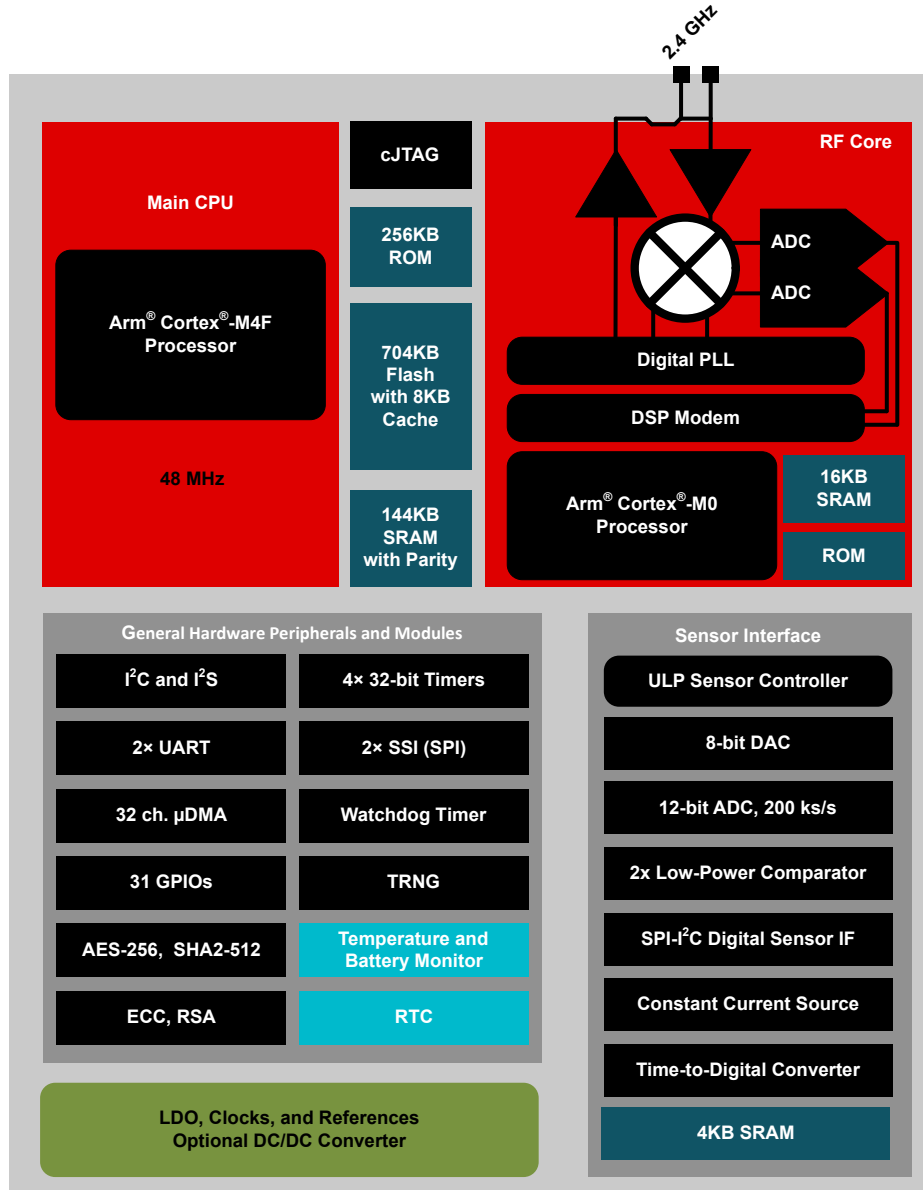 2.4 GHz
Main CPU
Arm® Cortex®-M4F
Processor
48 MHz
cJTAG
256KB
ROM
704KB
Flash
with 8KB
Cache
144KB
SRAM
with Parity
RF Core
ADC
ADC
Digital PLL
DSP Modem
Arm® Cortex®-M0
Processor
16KB
SRAM
ROM
General Hardware Peripherals and Modules
I²C and I²S
4× 32-bit Timers
2× UART
2× SSI (SPI)
32 ch. µDMA
Watchdog Timer
31 GPIOs
TRNG
AES-256, SHA2-512
Temperature and
Battery Monitor
ECC, RSA
RTC
LDO, Clocks, and References
Optional DC/DC Converter
Sensor Interface
ULP Sensor Controller
8-bit DAC
12-bit ADC, 200 ks/s
2x Low-Power Comparator
SPI-I²C Digital Sensor IF
Constant Current Source
Time-to-Digital Converter
4KB SRAM